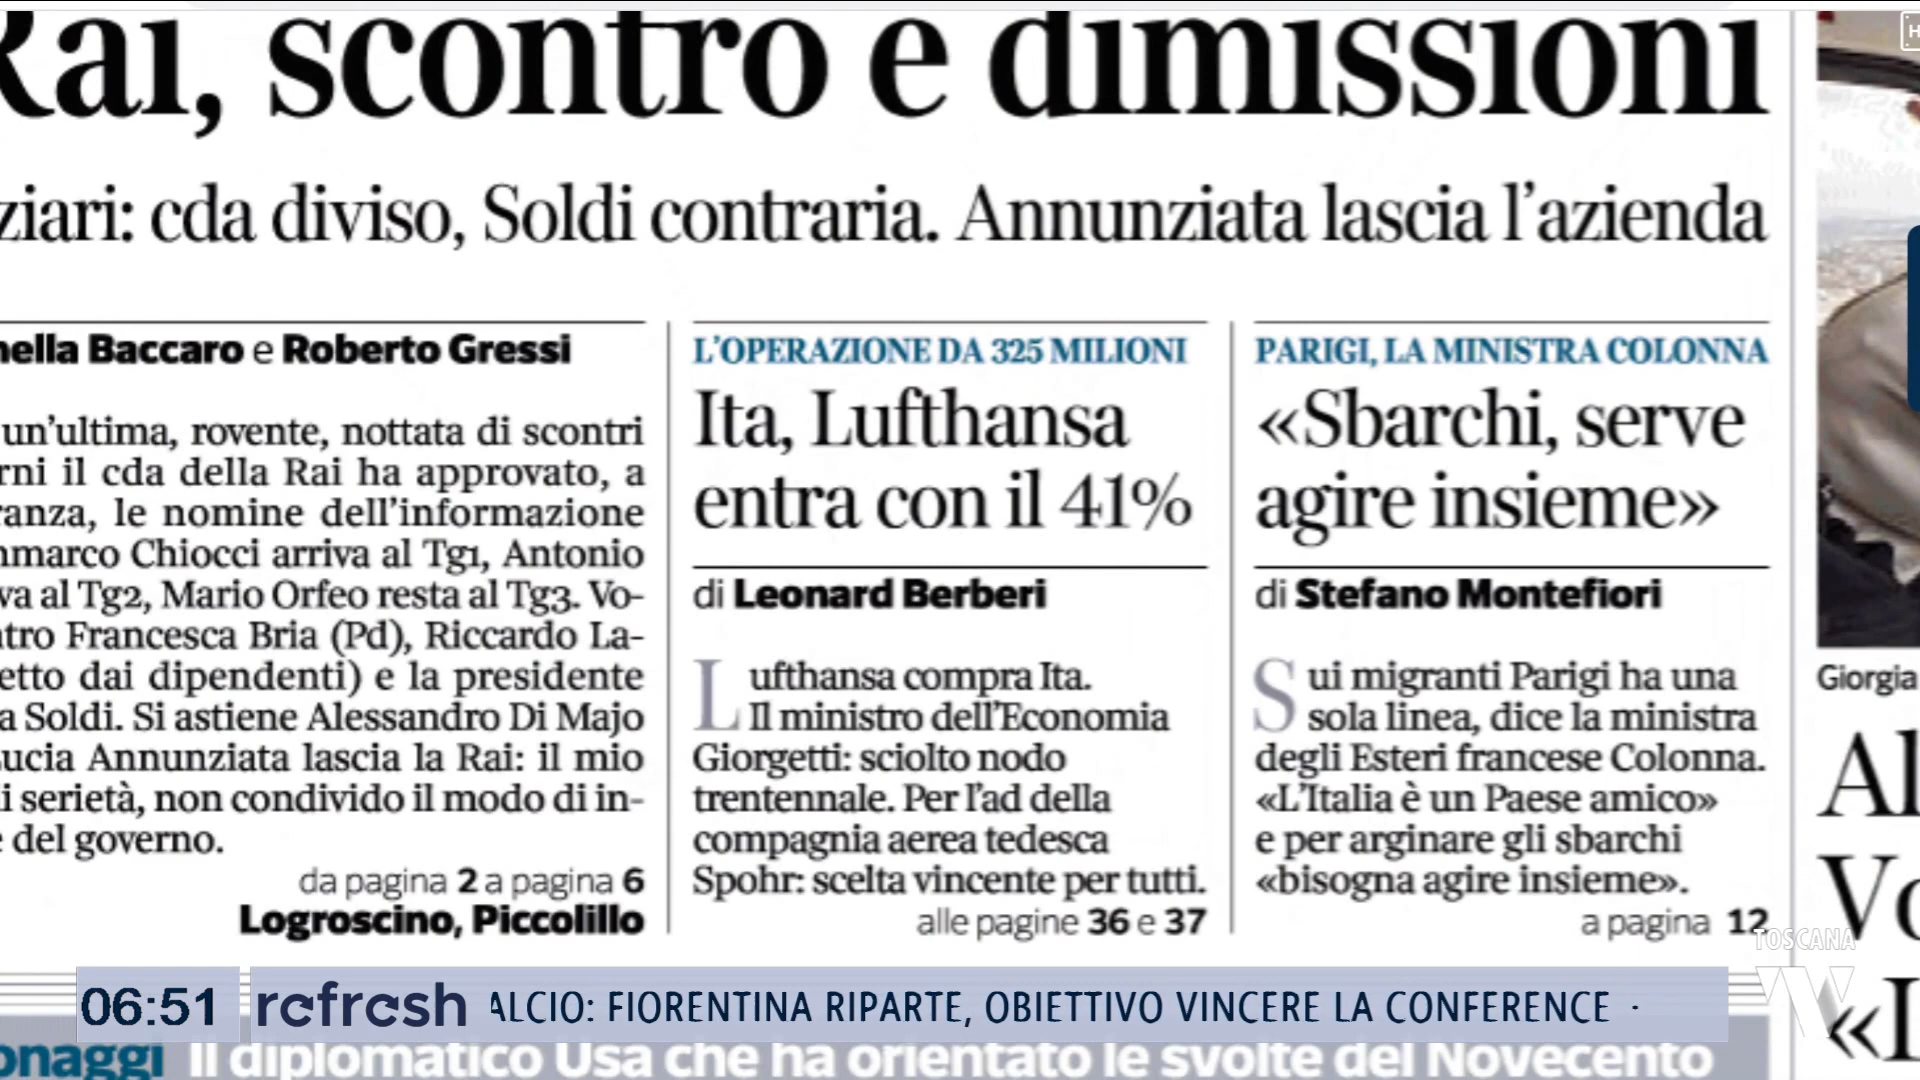 Rai, scontro e dimissioni
ziari: cda diviso, Soldi contraria. Annunziata lascia l'azienda
nella Baccaro e Roberto Gressi
un'ultima, rovente, nottata di scontri
rni il cda della Rai ha approvato, a
ranza, le nomine dell'informazione
nmarco Chiocci arriva al Tg1, Antonio
va al Tg2, Mario Orfeo resta al Tg3. Vo-
ntro Francesca Bria (Pd), Riccardo La-
etto dai dipendenti) e la presidente
a Soldi. Si astiene Alessandro Di Majo
Lucia Annunziata lascia la Rai: il mio
i serietà, non condivido il modo di in-
e del governo.
da pagina 2 a pagina 6
Logroscino, Piccolillo
L'OPERAZIONE DA 325 MILIONI
Ita, Lufthansa
entra con il 41%
di Leonard Berberi
Lufthansa compra Ita.
Il ministro dell'Economia
Giorgetti: sciolto nodo
trentennale. Per l'ad della
compagnia aerea tedesca
Spohr: scelta vincente per tutti.
alle pagine 36 e 37
PARIGI, LA MINISTRA COLONNA
«Sbarchi, serve
agire insieme»
di Stefano Montefiori
Sui migranti Parigi ha una
sola linea, dice la ministra
degli Esteri francese Colonna.
«L'Italia è un Paese amico»
e per arginare gli sbarchi
«bisogna agire insieme».
a pagina 12
Giorgia
Al
Vo
«L
TOSCANA
TV
06:51 refresh ALCIO: FIORENTINA RIPARTE, OBIETTIVO VINCERE LA CONFERENCE ·
onaggi Il diplomatico Usa che ha orientato le svolte del Novecento